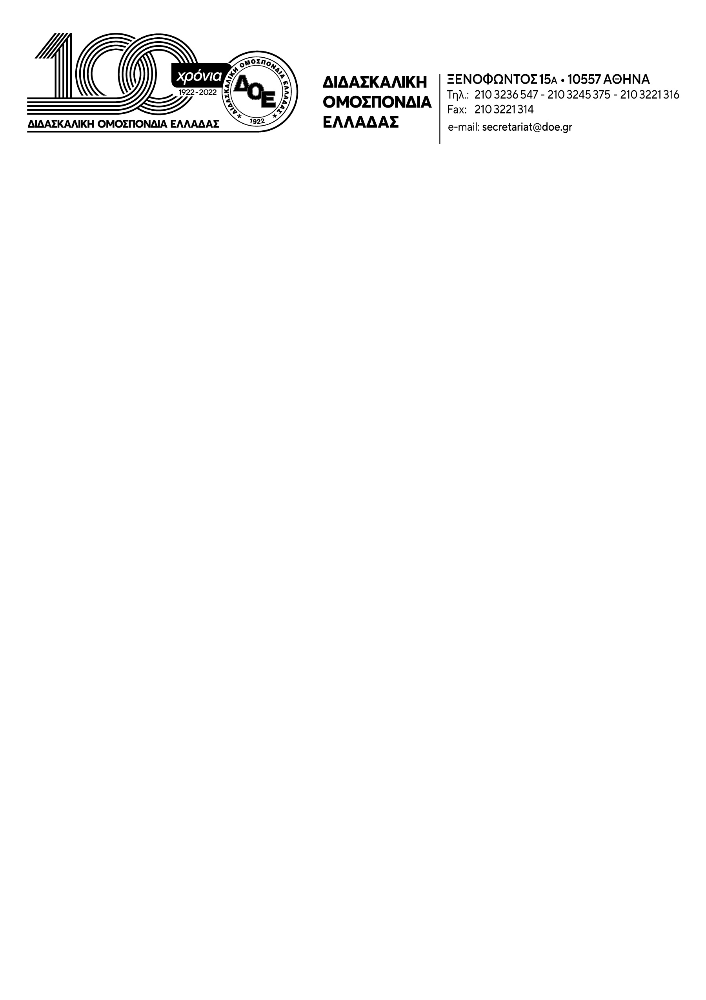 100
χρόνια
1922-2022
ΔΙΔΑΣΚΑΛΙΚΗ ΟΜΟΣΠΟΝΔΙΑ ΕΛΛΑΔΑΣ
ΔΙΔΑΣΚΑΛΙΚΗ ΟΜΟΣΠΟΝΔΙΑ ΕΛΛΑΔΑΣ
ΔΟΕ
* 1922 *
ΔΙΔΑΣΚΑΛΙΚΗ
ΟΜΟΣΠΟΝΔΙΑ
ΕΛΛΑΔΑΣ
ΞΕΝΟΦΩΝΤΟΣ 15Α • 10557 ΑΘΗΝΑ
Τηλ.: 210 3236 547 - 210 3245 375 - 210 3221 316
Fax: 210 3221 314
e-mail: secretariat@doe.gr